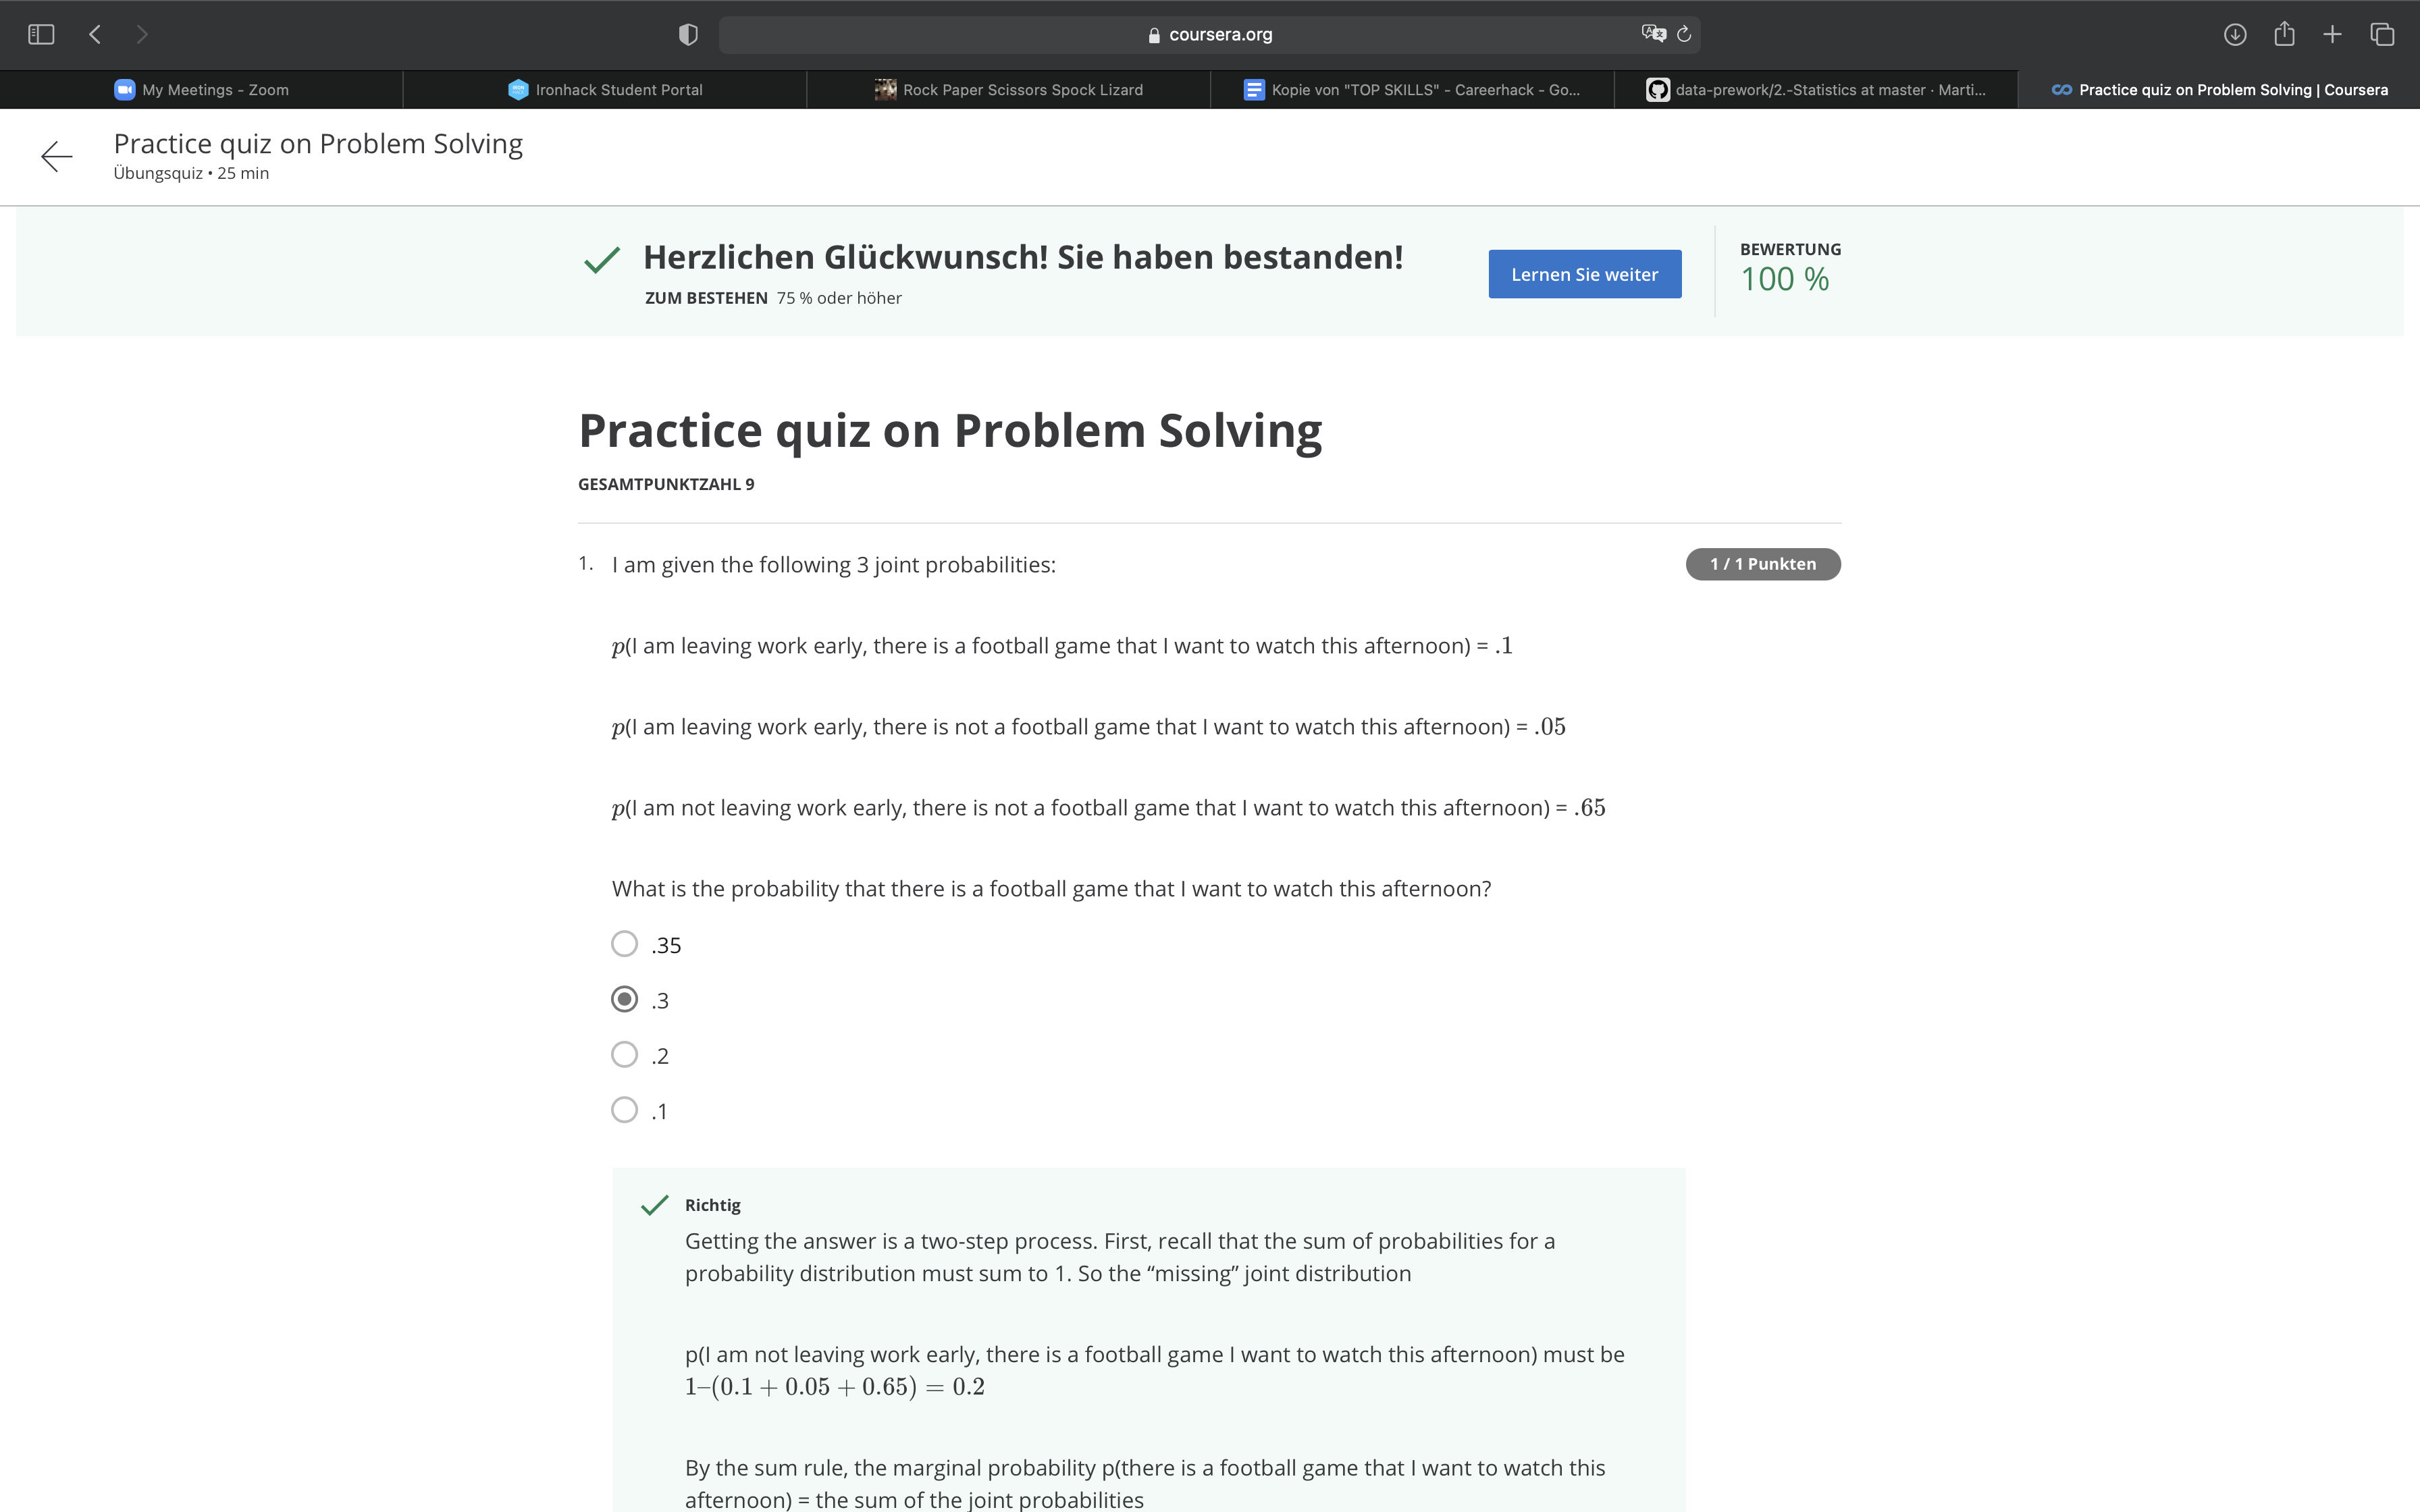 coursera.org
My Meetings - Zoom
Ironhack Student Portal
Rock Paper Scissors Spock Lizard
Kopie von "TOP SKILLS" - Careerhack - Go...
data-prework/2.-Statistics at master · Marti...
Practice quiz on Problem Solving | Coursera
Practice quiz on Problem Solving
Übungsquiz • 25 min
Herzlichen Glückwunsch! Sie haben bestanden!
ZUM BESTEHEN 75 % oder höher
Lernen Sie weiter
BEWERTUNG
100 %
Practice quiz on Problem Solving
GESAMTPUNKTZAHL 9
1. I am given the following 3 joint probabilities:
1 / 1 Punkten
p(I am leaving work early, there is a football game that I want to watch this afternoon) = .1
p(I am leaving work early, there is not a football game that I want to watch this afternoon) = .05
p(I am not leaving work early, there is not a football game that I want to watch this afternoon) = .65
What is the probability that there is a football game that I want to watch this afternoon?
.35
.3
.2
.1
Richtig
Getting the answer is a two-step process. First, recall that the sum of probabilities for a
probability distribution must sum to 1. So the “missing” joint distribution
p(I am not leaving work early, there is a football game I want to watch this afternoon) must be
1–(0.1 + 0.05 + 0.65) = 0.2
By the sum rule, the marginal probability p(there is a football game that I want to watch this
afternoon) = the sum of the joint probabilities